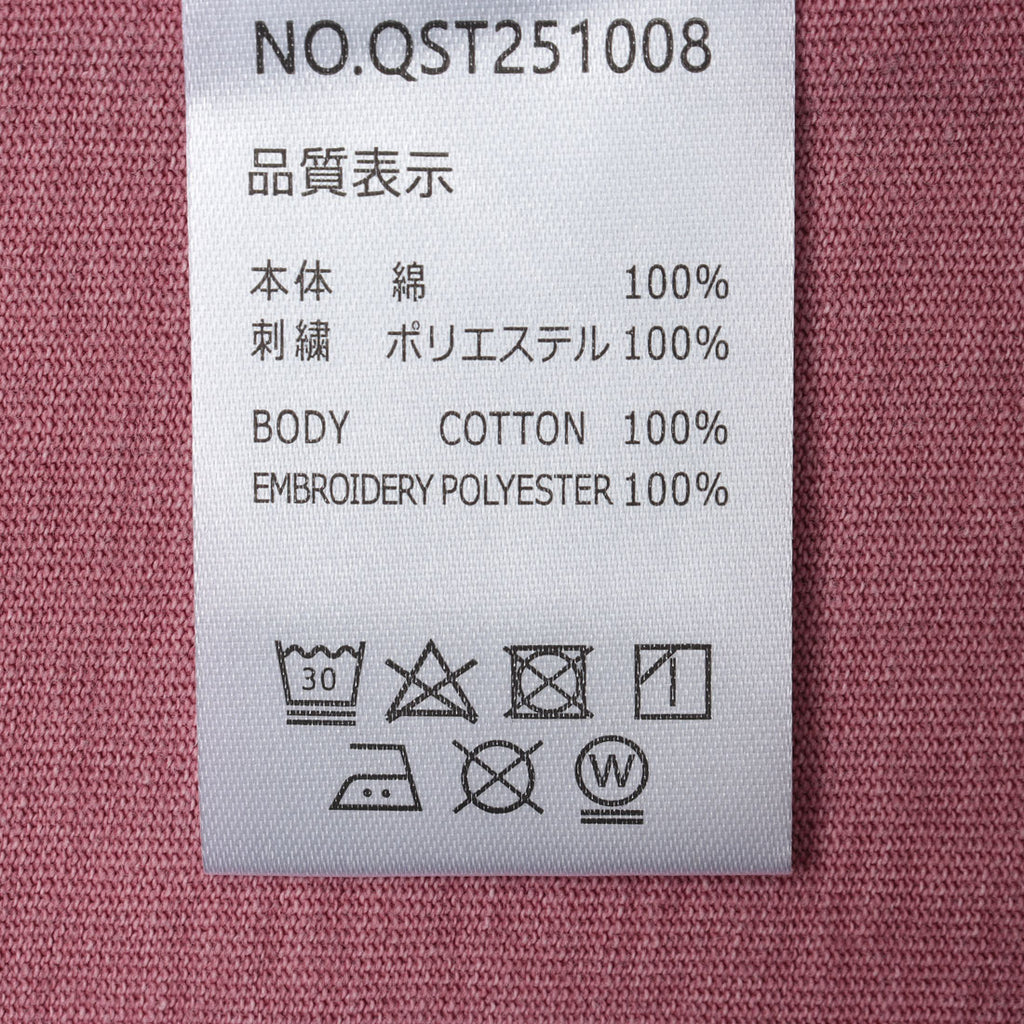 NO.QST251008
品質表示
本体 綿 100%
刺繍 ポリエステル 100%
BODY COTTON 100%
EMBROIDERY POLYESTER 100%
30
W